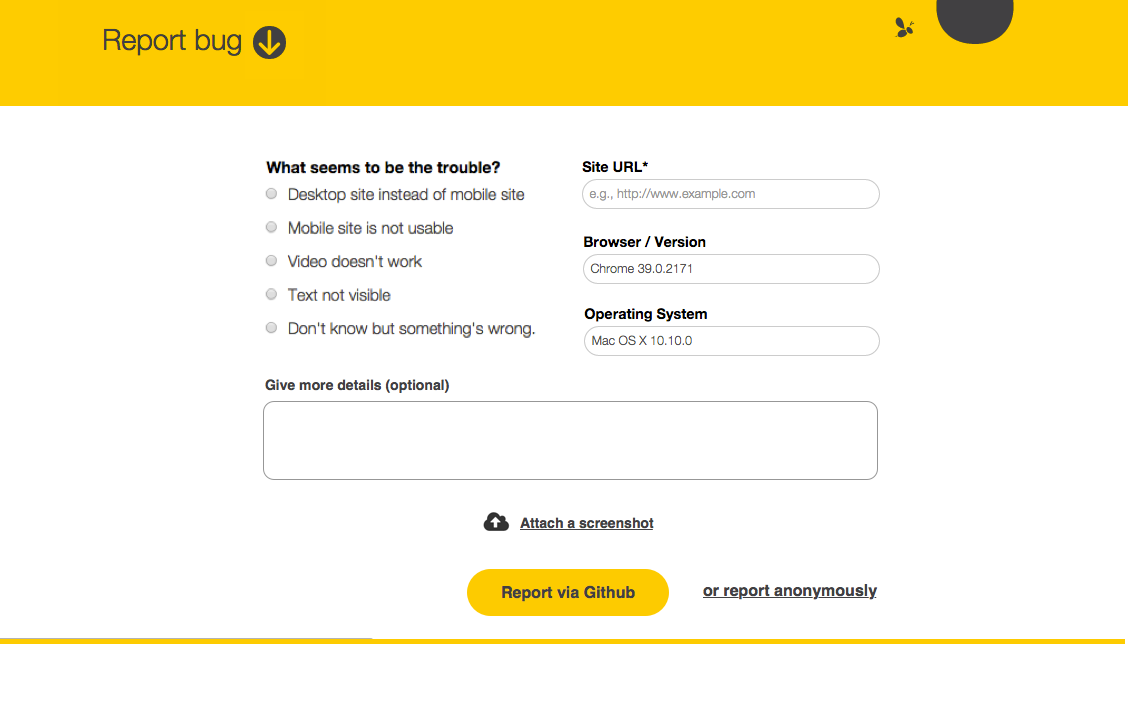 Report bug
What seems to be the trouble?
Desktop site instead of mobile site
Mobile site is not usable
Video doesn't work
Text not visible
Don't know but something's wrong.
Site URL*
e.g., http://www.example.com
Browser / Version
Chrome 39.0.2171
Operating System
Mac OS X 10.10.0
Give more details (optional)
Attach a screenshot
Report via Github
or report anonymously